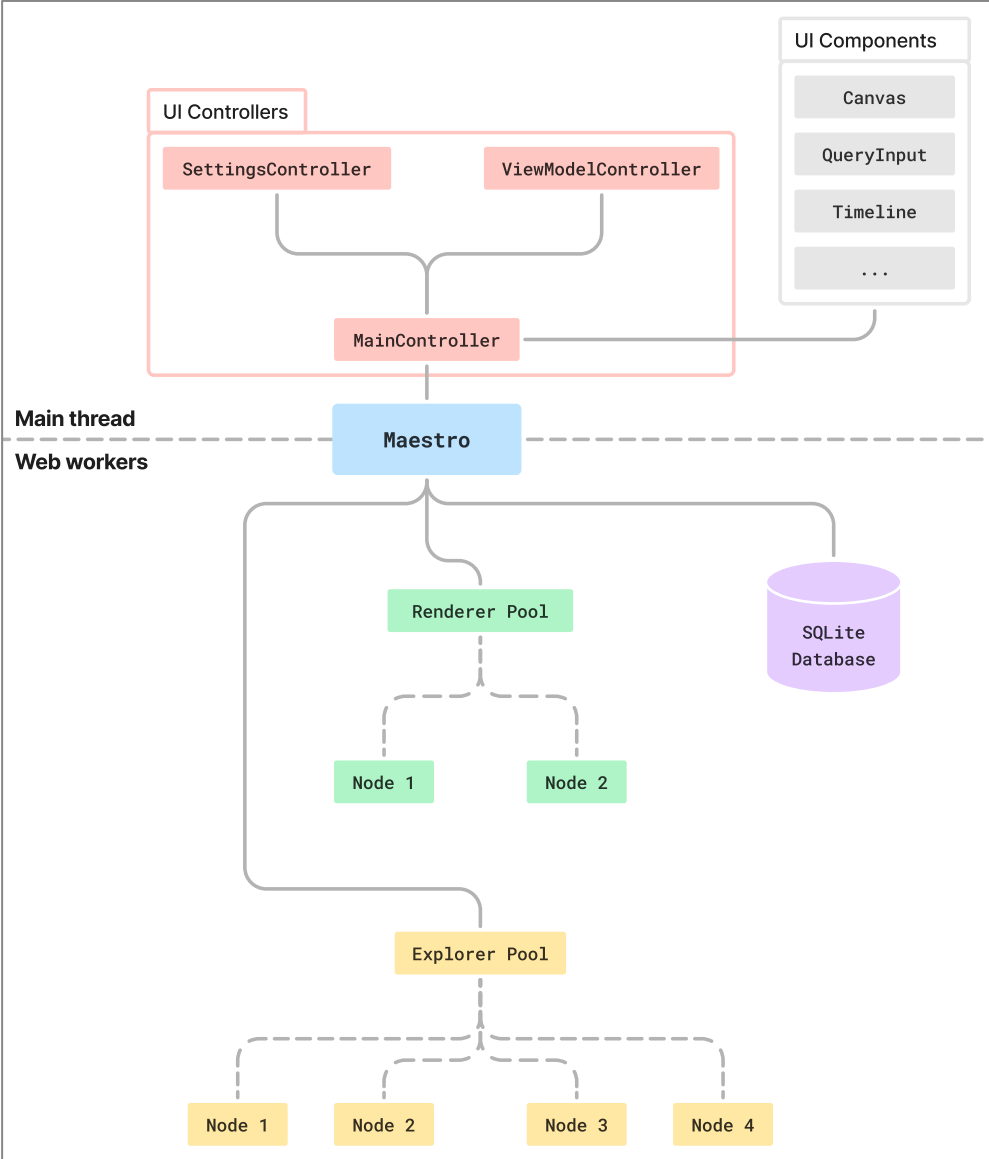 UI Components
Canvas
QueryInput
Timeline
...
UI Controllers
SettingsController
ViewModelController
MainController
Main thread
Maestro
Web workers
Renderer Pool
SQLite
Database
Node 1
Node 2
Explorer Pool
Node 1
Node 2
Node 3
Node 4